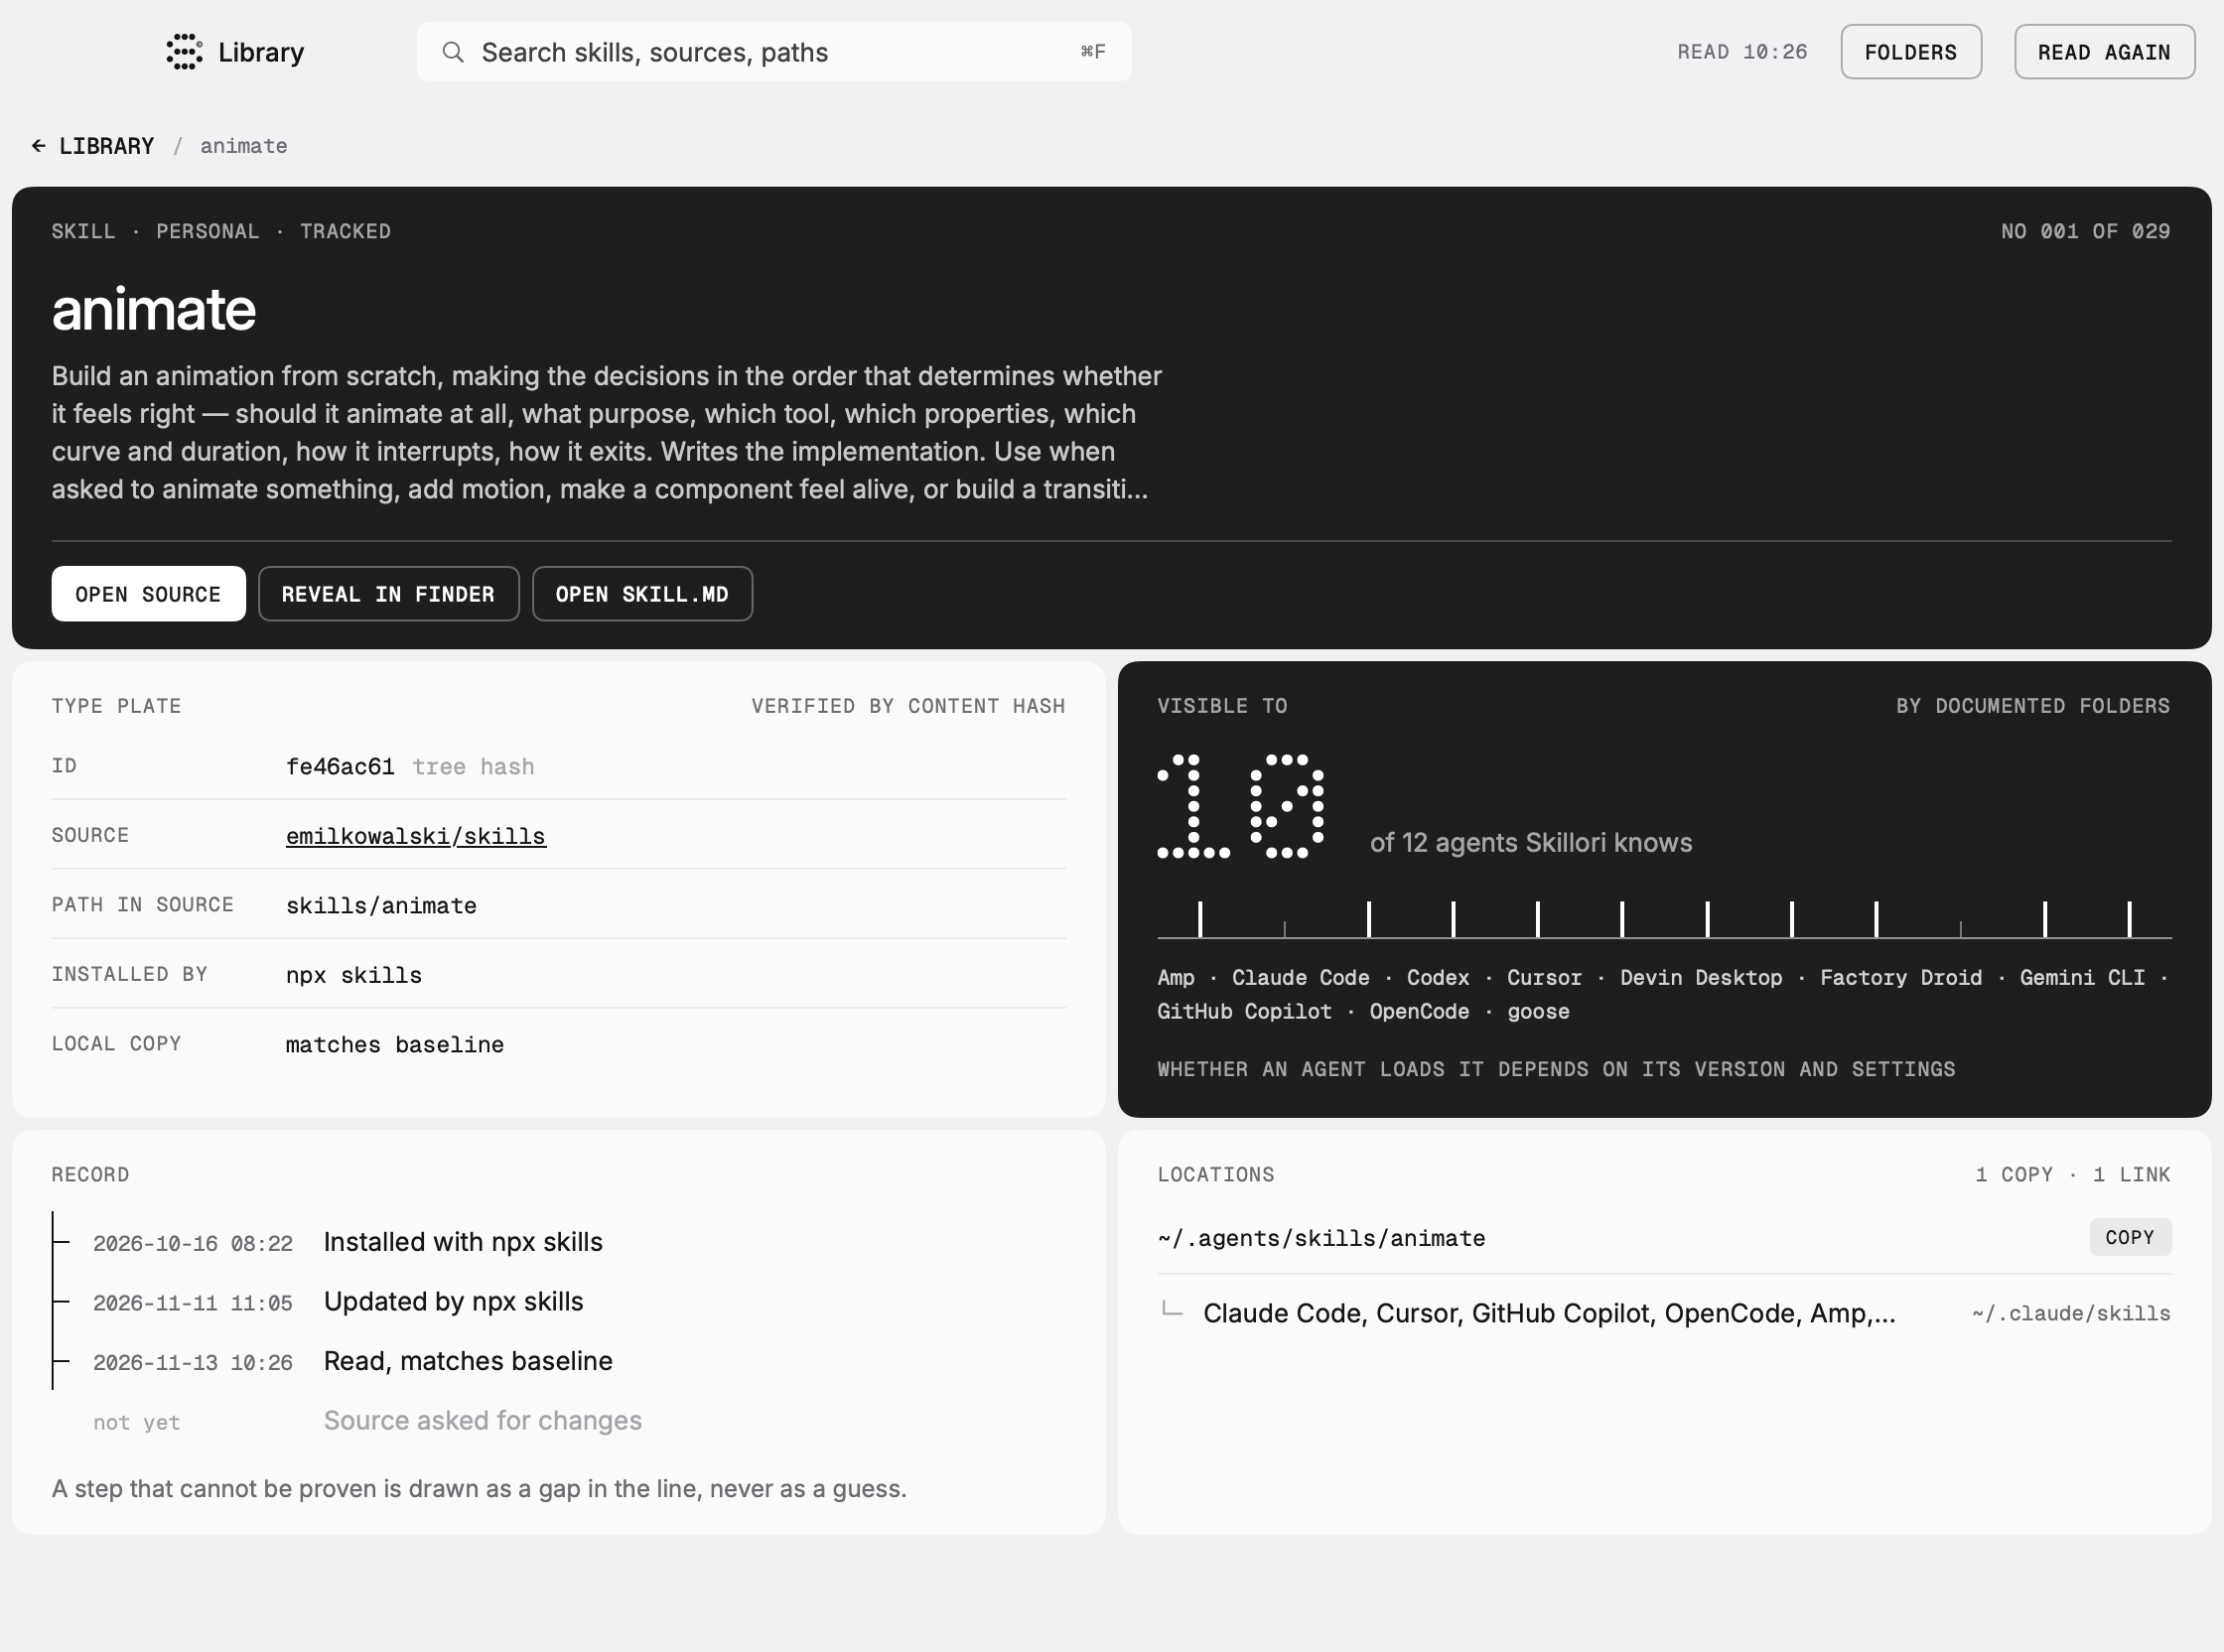 Library
Search skills, sources, paths ⌘F
READ 10:26
FOLDERS
READ AGAIN
← LIBRARY / animate
SKILL · PERSONAL · TRACKED
NO 001 OF 029
animate
Build an animation from scratch, making the decisions in the order that determines whether
it feels right — should it animate at all, what purpose, which tool, which properties, which
curve and duration, how it interrupts, how it exits. Writes the implementation. Use when
asked to animate something, add motion, make a component feel alive, or build a transiti...
OPEN SOURCE
REVEAL IN FINDER
OPEN SKILL.MD
TYPE PLATE
VERIFIED BY CONTENT HASH
ID fe46ac61 tree hash
SOURCE emilkowalski/skills
PATH IN SOURCE skills/animate
INSTALLED BY npx skills
LOCAL COPY matches baseline
VISIBLE TO
BY DOCUMENTED FOLDERS
10 of 12 agents Skillori knows
Amp · Claude Code · Codex · Cursor · Devin Desktop · Factory Droid · Gemini CLI ·
GitHub Copilot · OpenCode · goose
WHETHER AN AGENT LOADS IT DEPENDS ON ITS VERSION AND SETTINGS
RECORD
2026-10-16 08:22 Installed with npx skills
2026-11-11 11:05 Updated by npx skills
2026-11-13 10:26 Read, matches baseline
not yet Source asked for changes
A step that cannot be proven is drawn as a gap in the line, never as a guess.
LOCATIONS
1 COPY · 1 LINK
~/.agents/skills/animate
COPY
Claude Code, Cursor, GitHub Copilot, OpenCode, Amp,...
~/.claude/skills